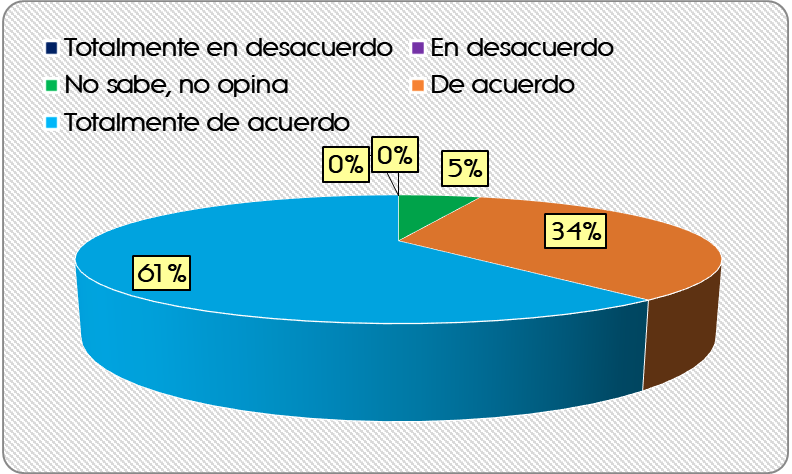 Totalmente en desacuerdo En desacuerdo
No sabe, no opina De acuerdo
Totalmente de acuerdo
0% 0% 5%
34%
61%